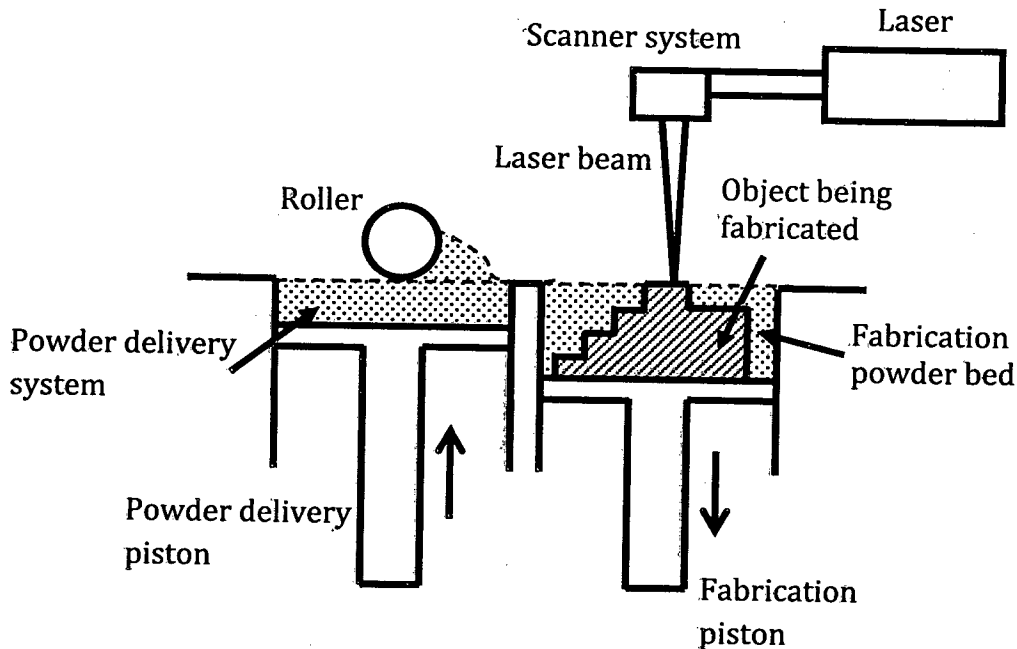 Laser
Scanner system
Laser beam
Object being
fabricated
Roller
Powder delivery
system
Fabrication
powder bed
Powder delivery
piston
Fabrication
piston